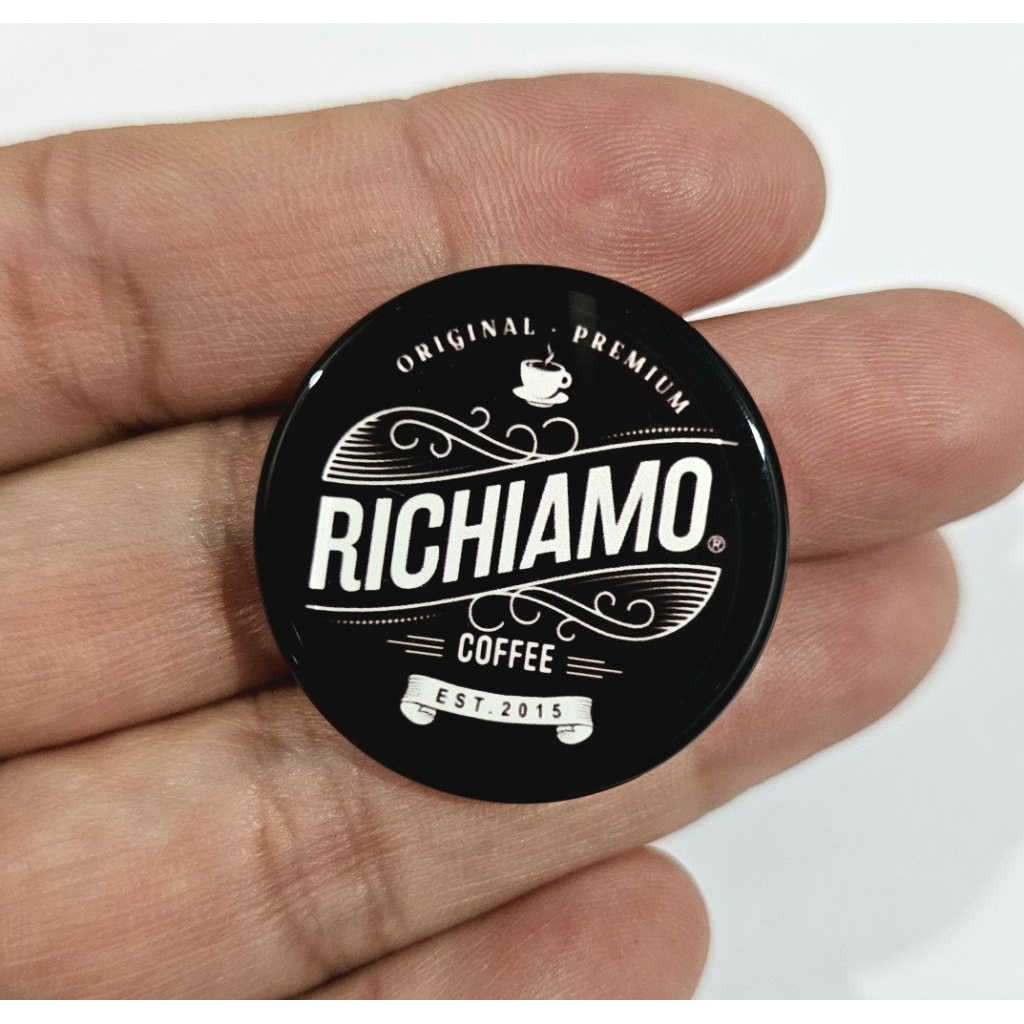 ORIGINAL · PREMIUM
RICHIAMO®
COFFEE
EST. 2015